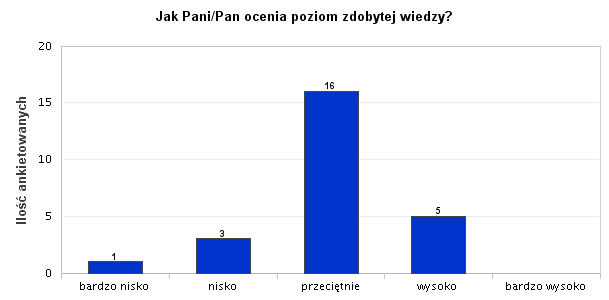 Jak Pani/Pan ocenia poziom zdobytej wiedzy?
Ilość ankietowanych
20
15
10
5
0
1
3
16
5
bardzo nisko
nisko
przeciętnie
wysoko
bardzo wysoko